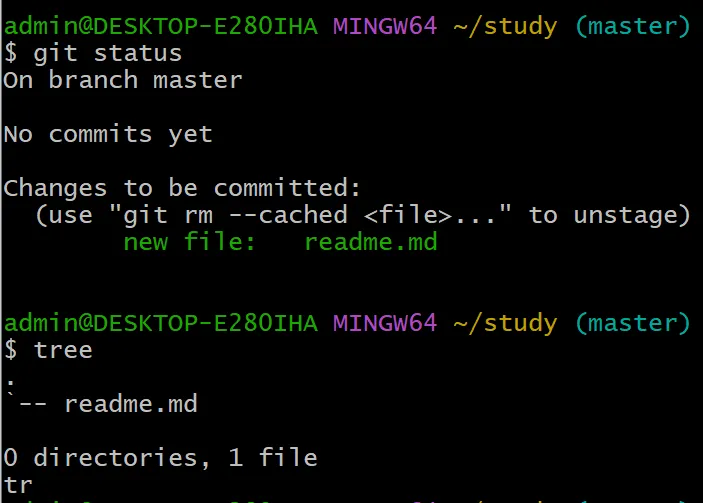 admin@DESKTOP-E280IHA MINGW64 ~/study (master)
$ git status
On branch master
No commits yet
Changes to be committed:
(use "git rm --cached <file>..." to unstage)
new file: readme.md
admin@DESKTOP-E280IHA MINGW64 ~/study (master)
$ tree
.
`-- readme.md
0 directories, 1 file
tr